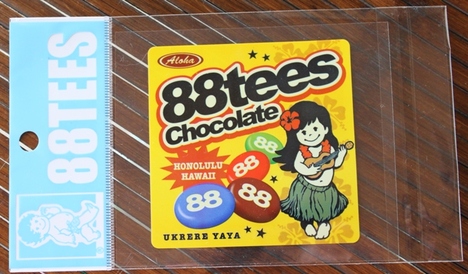 88TEES
Aloha
88tees
Chocolate
HONOLULU
HAWAII
88
88
88
88
UKRERE YAYA